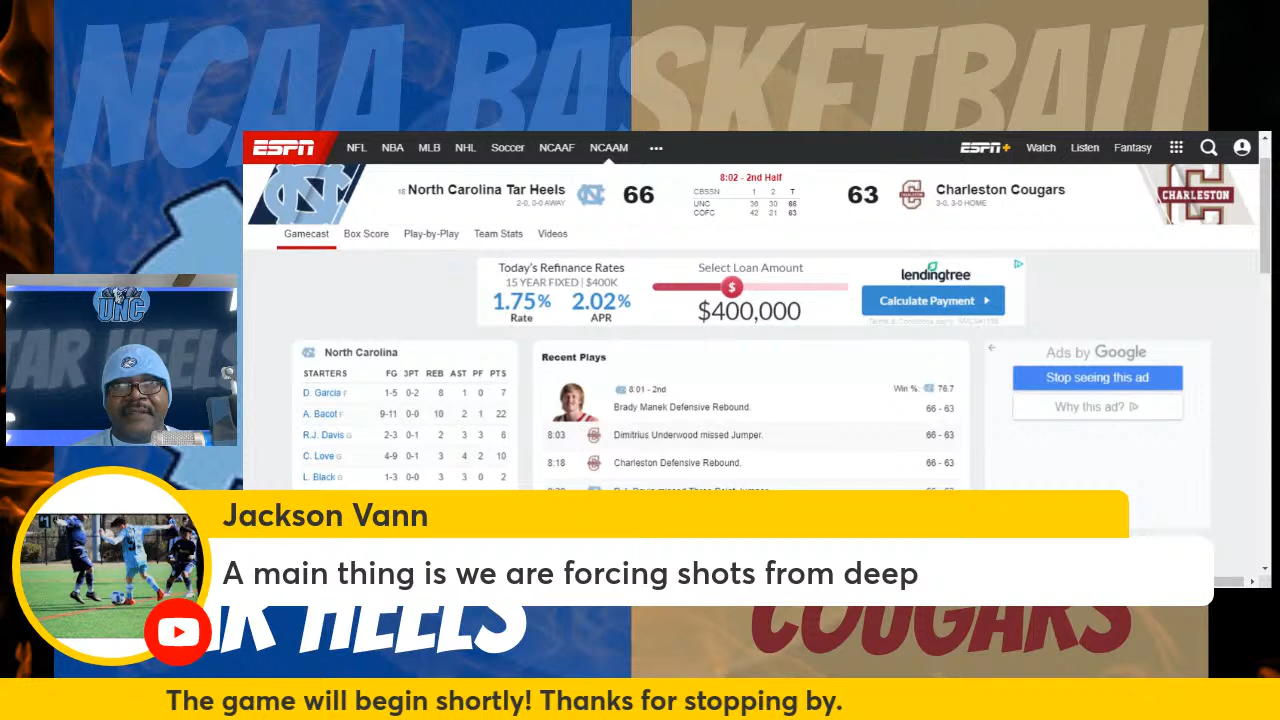 NCAA BASKETBALL
ESPN NFL NBA MLB NHL Soccer NCAAF NCAAM ••• ESPN+ Watch Listen Fantasy
18 North Carolina Tar Heels 66 8:02 - 2nd Half 63 Charleston Cougars
2-0, 0-0 AWAY CBSSN 1 2 T 3-0, 3-0 HOME
UNC 36 30 66
COFC 42 21 63
CHARLESTON
CHARLESTON
Gamecast Box Score Play-by-Play Team Stats Videos
Today's Refinance Rates
15 YEAR FIXED | $400K
1.75% 2.02%
Rate APR
Select Loan Amount
$
$400,000
lendingtree
Calculate Payment
North Carolina
STARTERS FG 3PT REB AST PF PTS
D. Garcia F 1-5 0-2 8 1 0 7
A. Bacot F 9-11 0-0 10 2 1 22
R.J. Davis G 2-3 0-1 2 3 3 6
C. Love G 4-9 0-1 3 4 2 10
L. Black G 1-3 0-0 3 3 0 2
Recent Plays
8:01 - 2nd Win % 76.7
Brady Manek Defensive Rebound. 66 - 63
8:03 Dimitrius Underwood missed Jumper. 66 - 63
8:18 Charleston Defensive Rebound. 66 - 63
Ads by Google
Stop seeing this ad
Why this ad?
UNC
TAR HEELS
#1
Jackson Vann
A main thing is we are forcing shots from deep
AR HEELS
COUGARS
The game will begin shortly! Thanks for stopping by.